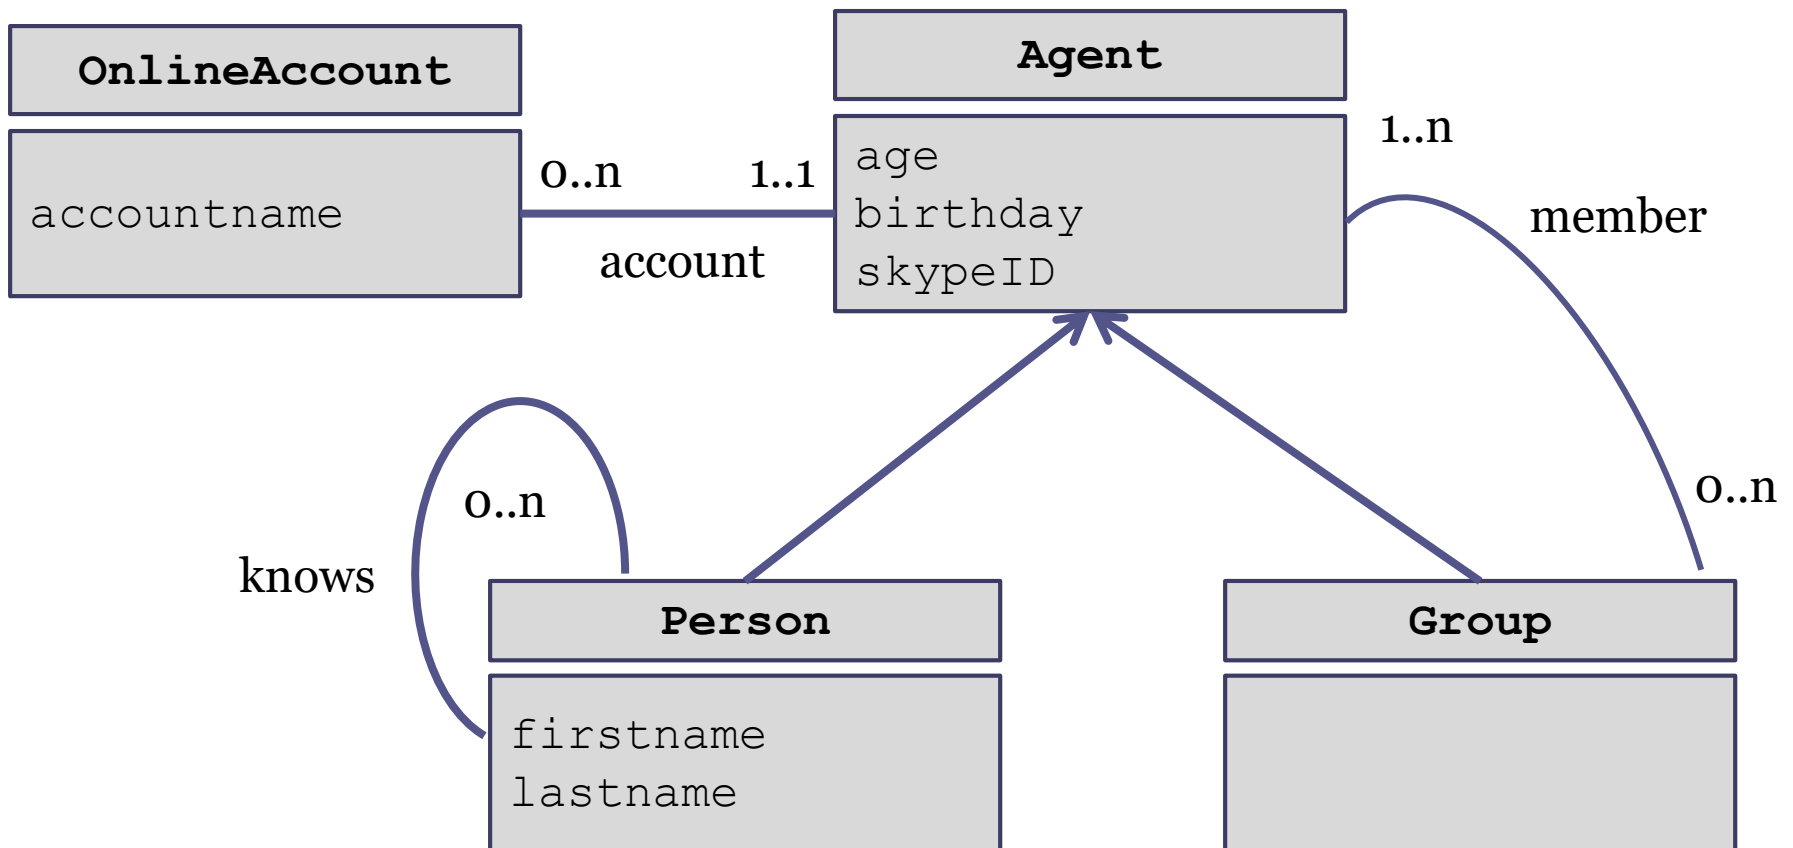 OnlineAccount
accountname
0..n
1..1
account
Agent
age
birthday
skypeID
1..n
member
0..n
knows
0..n
Person
firstname
lastname
Group